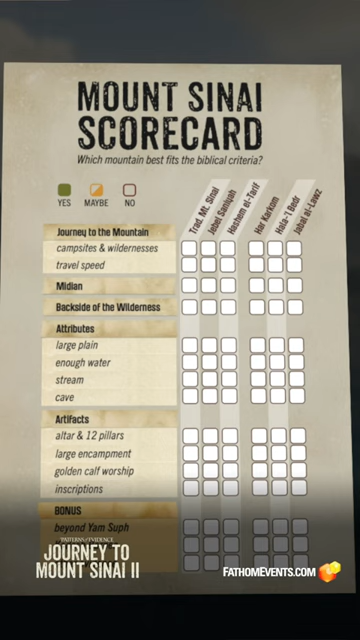 MOUNT SINAI
SCORECARD
Which mountain best fits the biblical criteria?
YES
MAYBE
NO
Trad. Mt. Sinai
Jebel Sin Bishar
Hashem el-Tarif
Har Karkom
Hala-'l Bedr
Jabal al-Lawz
Journey to the Mountain
campsites & wildernesses
travel speed
Midian
Backside of the Wilderness
Attributes
large plain
enough water
stream
cave
Artifacts
altar & 12 pillars
large encampment
golden calf worship
inscriptions
BONUS
beyond Yam Suph
PATTERNS OF EVIDENCE
JOURNEY TO
MOUNT SINAI II
FATHOMEVENTS.COM